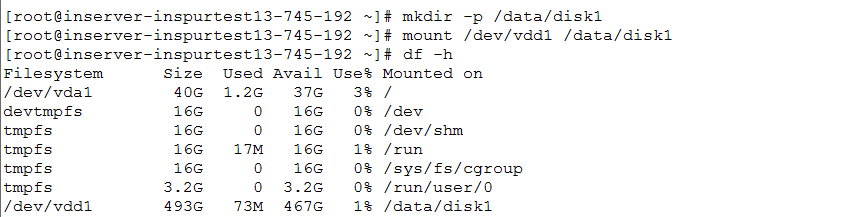 [root@inserver-inspurtest13-745-192 ~]# mkdir -p /data/disk1
[root@inserver-inspurtest13-745-192 ~]# mount /dev/vdd1 /data/disk1
[root@inserver-inspurtest13-745-192 ~]# df -h
Filesystem      Size  Used Avail Use% Mounted on
/dev/vda1        40G  1.2G   37G   3% /
devtmpfs         16G     0   16G   0% /dev
tmpfs            16G     0   16G   0% /dev/shm
tmpfs            16G   17M   16G   1% /run
tmpfs            16G     0   16G   0% /sys/fs/cgroup
tmpfs           3.2G     0  3.2G   0% /run/user/0
/dev/vdd1       493G   73M  467G   1% /data/disk1